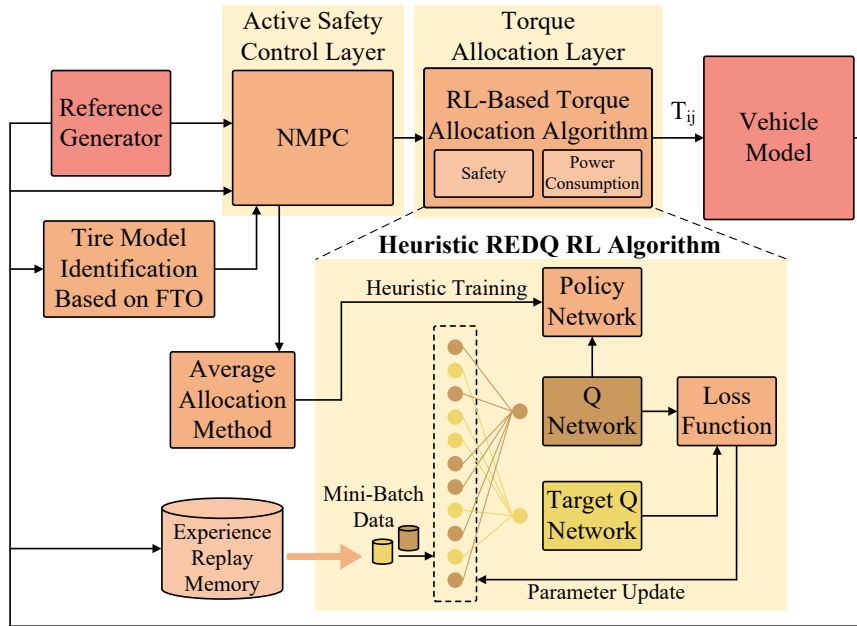 Active Safety
Control Layer
Torque
Allocation Layer
Reference
Generator
NMPC
RL-Based Torque
Allocation Algorithm
Safety
Power
Consumption
T_ij
Vehicle
Model
Tire Model
Identification
Based on FTO
Heuristic REDQ RL Algorithm
Heuristic Training
Policy
Network
Average
Allocation
Method
Q
Network
Loss
Function
Mini-Batch
Data
Target Q
Network
Experience
Replay
Memory
Parameter Update